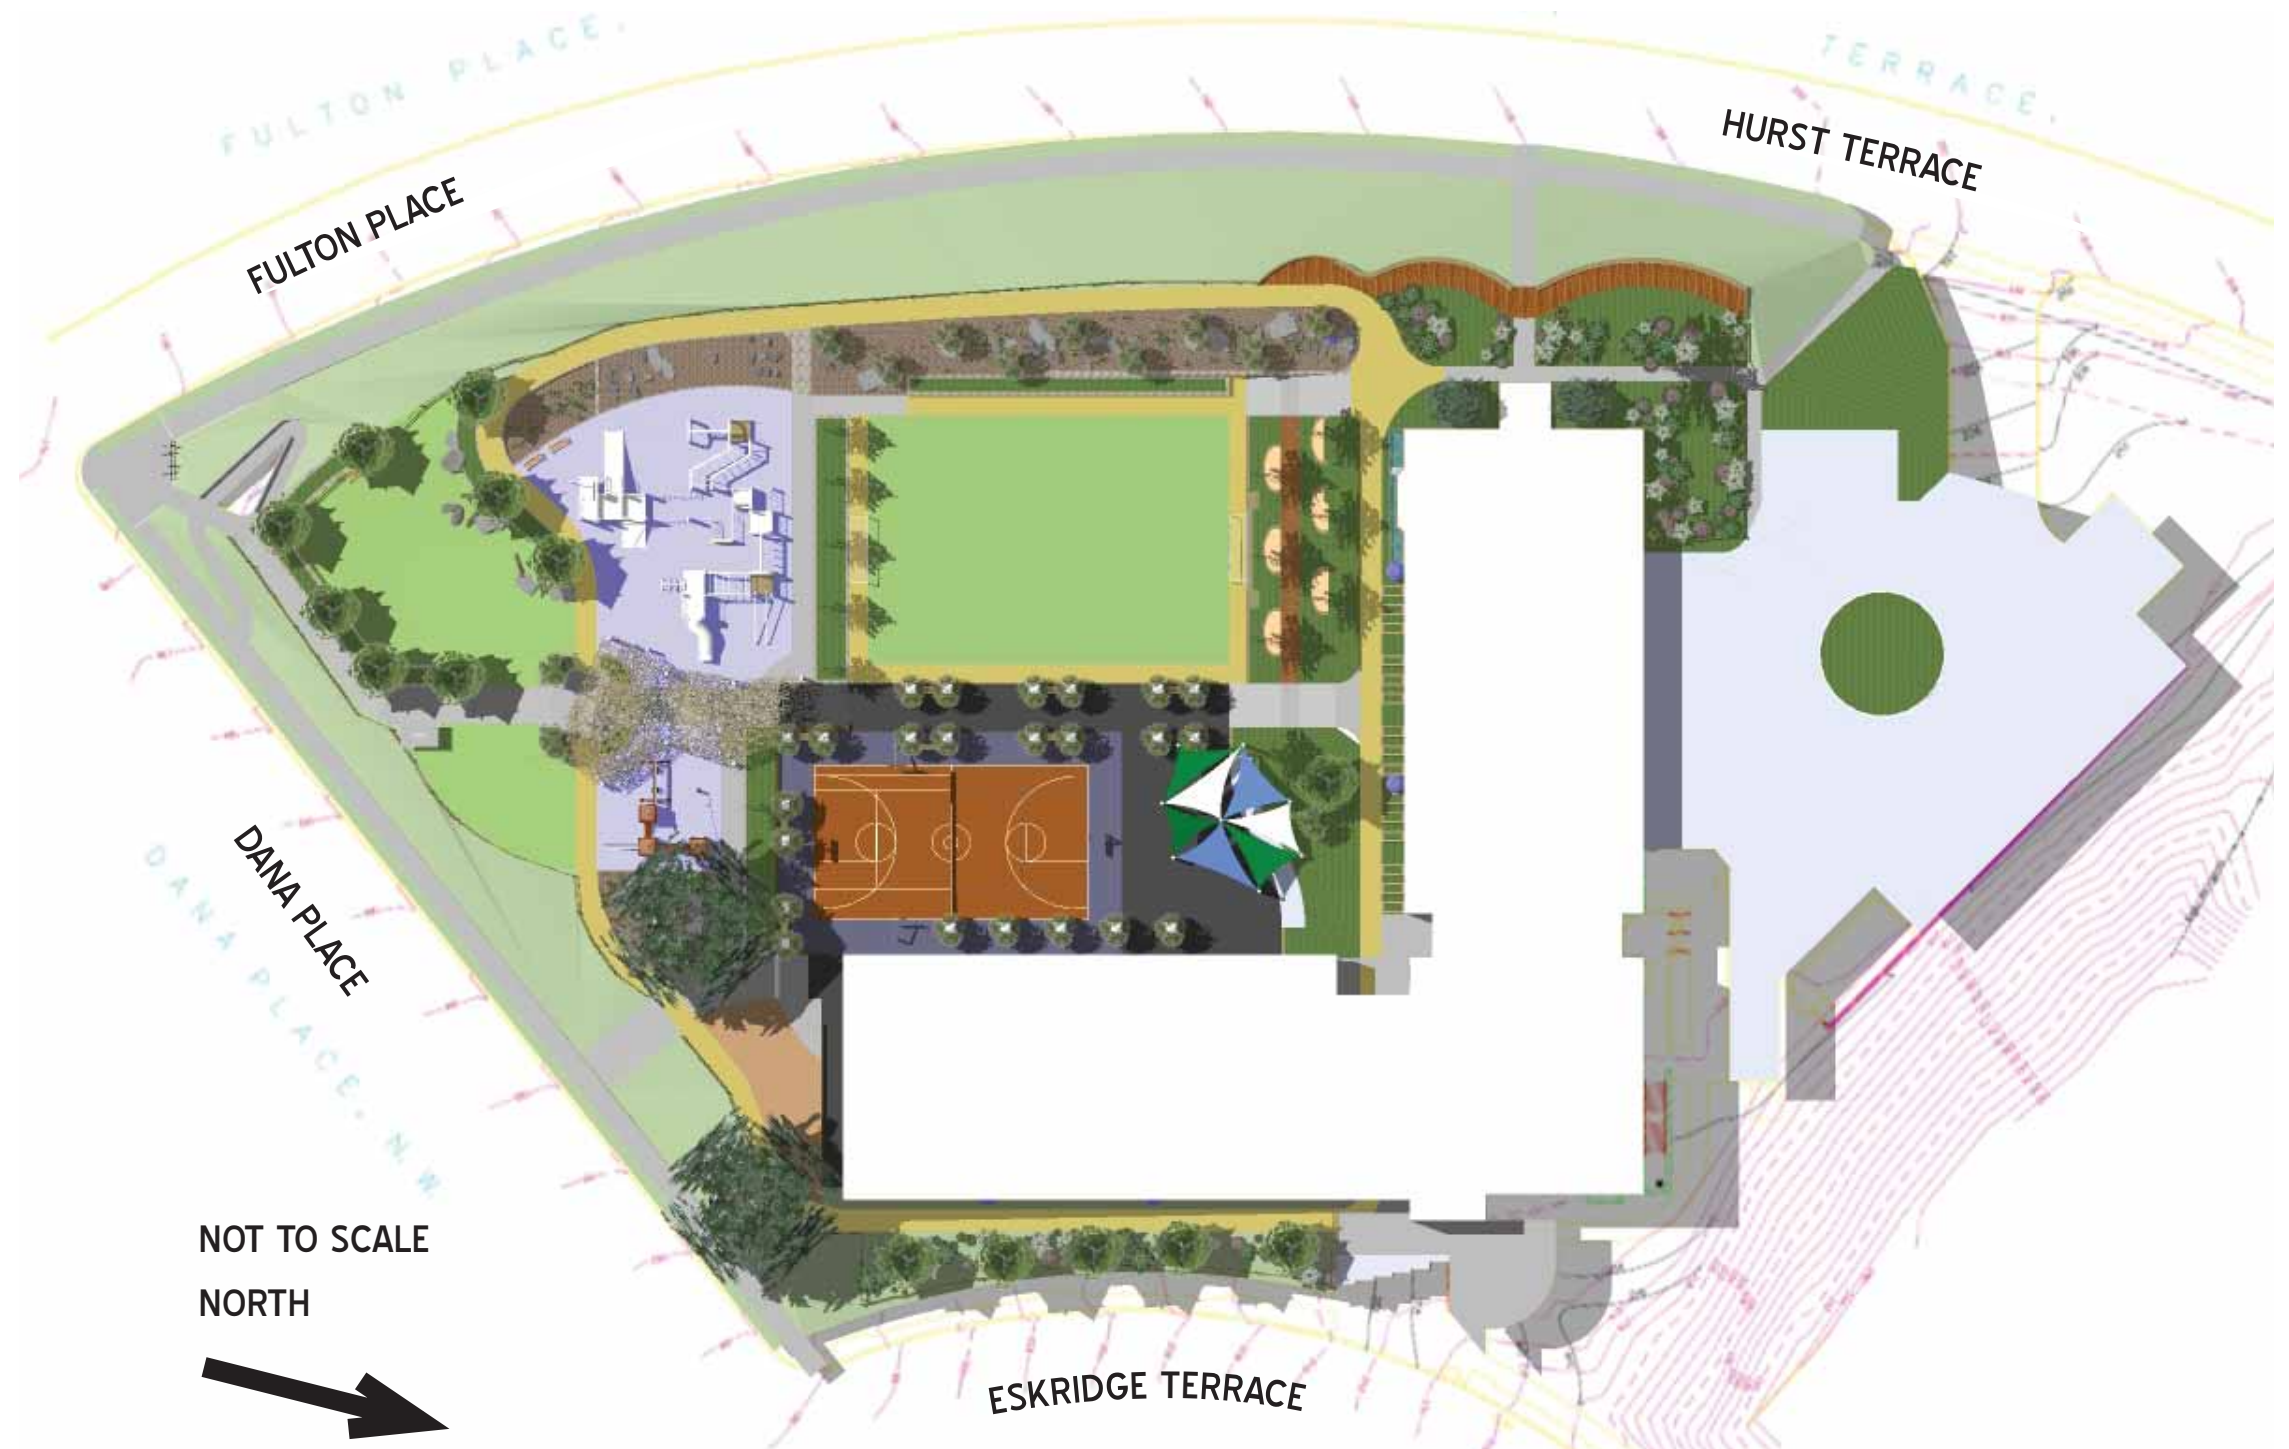 FULTON PLACE.
TERRACE.
HURST TERRACE
FULTON PLACE
DANA PLACE
DANA PLACE, N.W.
NOT TO SCALE
NORTH
ESKRIDGE TERRACE